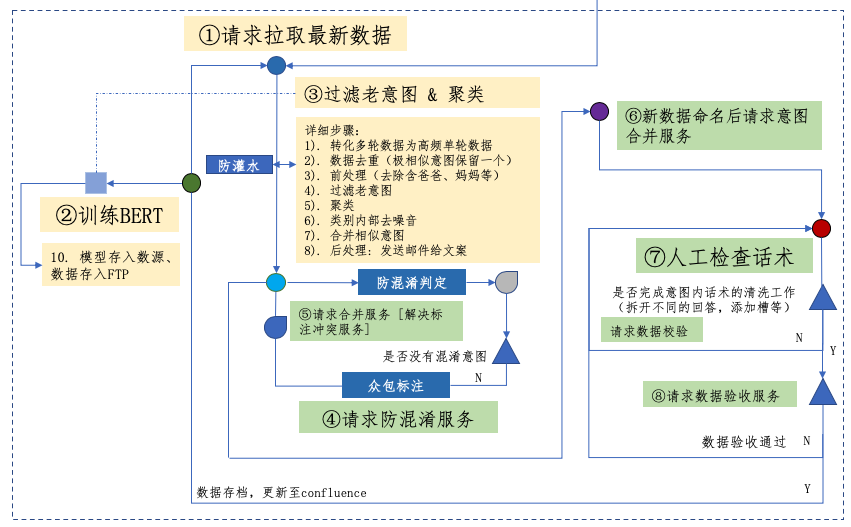 ①请求拉取最新数据
③过滤老意图 & 聚类
详细步骤：
1). 转化多轮数据为高频单轮数据
2). 数据去重（极相似意图保留一个）
3). 前处理（去除含爸爸、妈妈等）
4). 过滤老意图
5). 聚类
6). 类别内部去噪音
7). 合并相似意图
8). 后处理: 发送邮件给文案
防灌水
②训练BERT
10. 模型存入数源、
数据存入FTP
防混淆判定
⑤请求合并服务 [解决标
注冲突服务]
是否没有混淆意图
N
众包标注
④请求防混淆服务
⑥新数据命名后请求意图
合并服务
⑦人工检查话术
是否完成意图内话术的清洗工作
（拆开不同的回答，添加槽等）
请求数据校验
N
Y
⑧请求数据验收服务
数据验收通过
N
Y
数据存档，更新至confluence